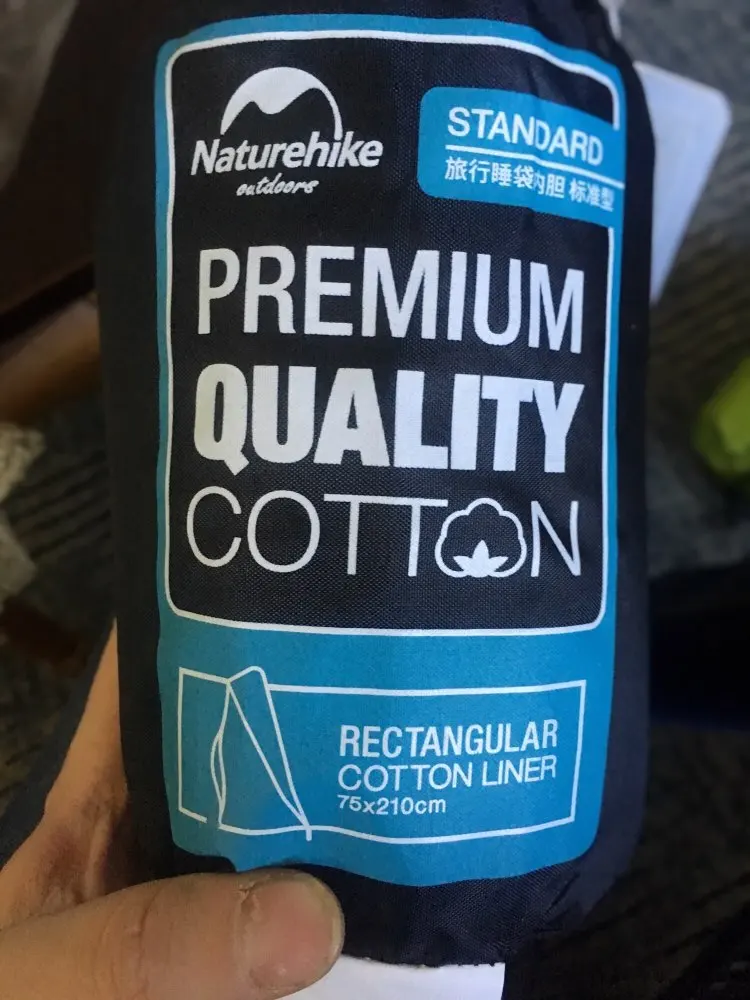 Naturehike
outdoors
STANDARD
旅行睡袋内胆 标准型
PREMIUM
QUALITY
COTTON
RECTANGULAR
COTTON LINER
75x210cm